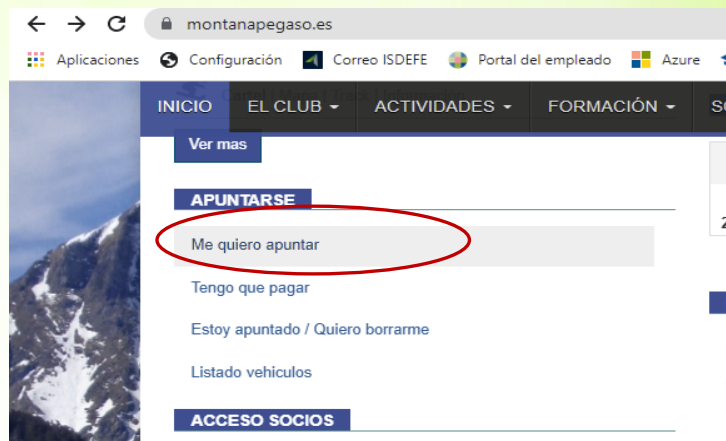 montanapegaso.es
Aplicaciones Configuración Correo ISDEFE Portal del empleado Azure
INICIO EL CLUB ACTIVIDADES FORMACIÓN
Ver mas
APUNTARSE
Me quiero apuntar
Tengo que pagar
Estoy apuntado / Quiero borrarme
Listado vehiculos
ACCESO SOCIOS